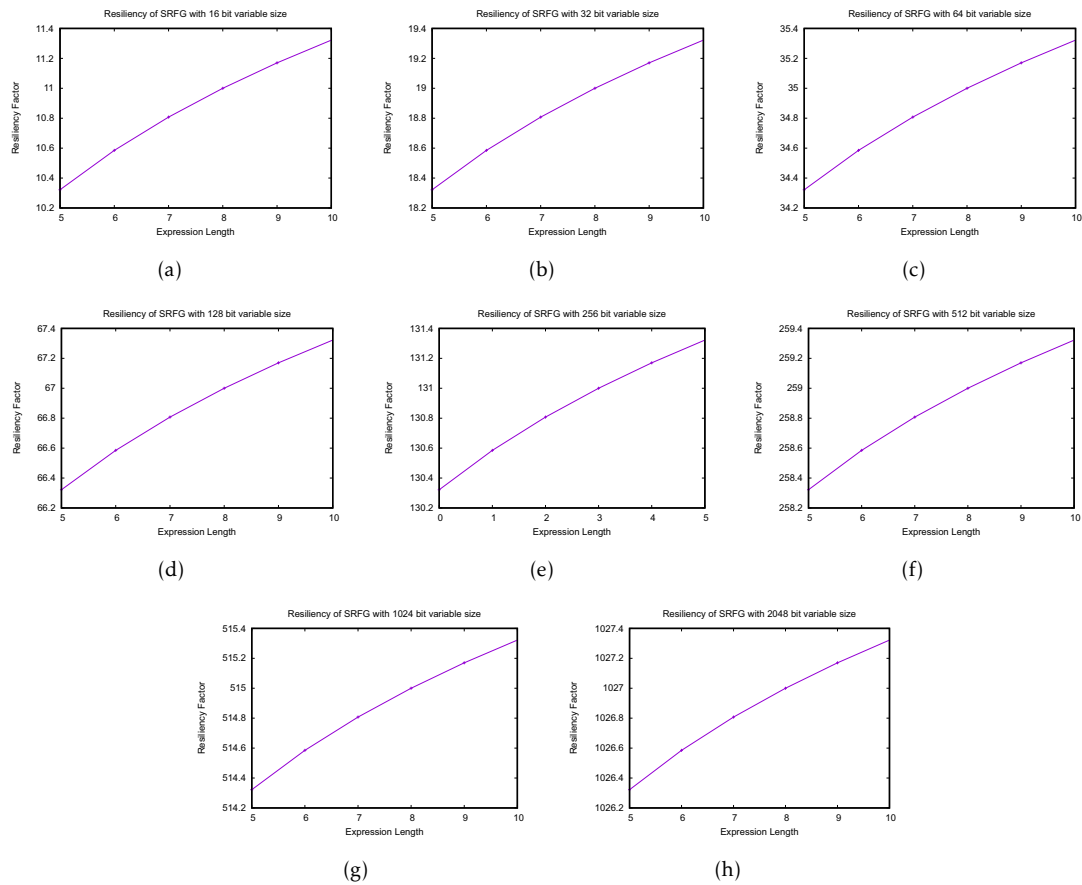 Resiliency of SRFG with 16 bit variable size
11.4
11.2
11
10.8
10.6
10.4
10.2
Resiliency Factor
5 6 7 8 9 10
Expression Length
(a)
Resiliency of SRFG with 32 bit variable size
19.4
19.2
19
18.8
18.6
18.4
18.2
Resiliency Factor
5 6 7 8 9 10
Expression Length
(b)
Resiliency of SRFG with 64 bit variable size
35.4
35.2
35
34.8
34.6
34.4
34.2
Resiliency Factor
5 6 7 8 9 10
Expression Length
(c)
Resiliency of SRFG with 128 bit variable size
67.4
67.2
67
66.8
66.6
66.4
66.2
Resiliency Factor
5 6 7 8 9 10
Expression Length
(d)
Resiliency of SRFG with 256 bit variable size
131.4
131.2
131
130.8
130.6
130.4
130.2
Resiliency Factor
0 1 2 3 4 5
Expression Length
(e)
Resiliency of SRFG with 512 bit variable size
259.4
259.2
259
258.8
258.6
258.4
258.2
Resiliency Factor
5 6 7 8 9 10
Expression Length
(f)
Resiliency of SRFG with 1024 bit variable size
515.4
515.2
515
514.8
514.6
514.4
514.2
Resiliency Factor
5 6 7 8 9 10
Expression Length
(g)
Resiliency of SRFG with 2048 bit variable size
1027.4
1027.2
1027
1026.8
1026.6
1026.4
1026.2
Resiliency Factor
5 6 7 8 9 10
Expression Length
(h)